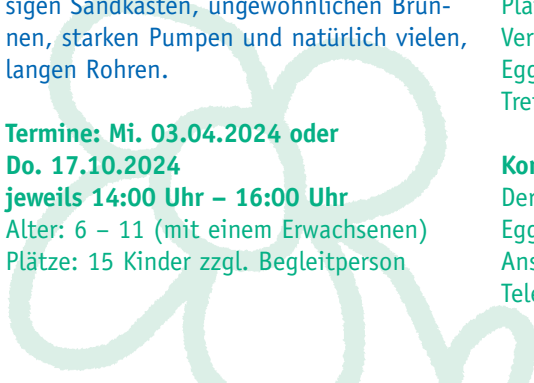 sigen Sandkästen, ungewöhnlichen Brun-
nen, starken Pumpen und natürlich vielen,
langen Rohren.
Termine: Mi. 03.04.2024 oder
Do. 17.10.2024
jeweils 14:00 Uhr – 16:00 Uhr
Alter: 6 – 11 (mit einem Erwachsenen)
Plätze: 15 Kinder zzgl. Begleitperson
Der